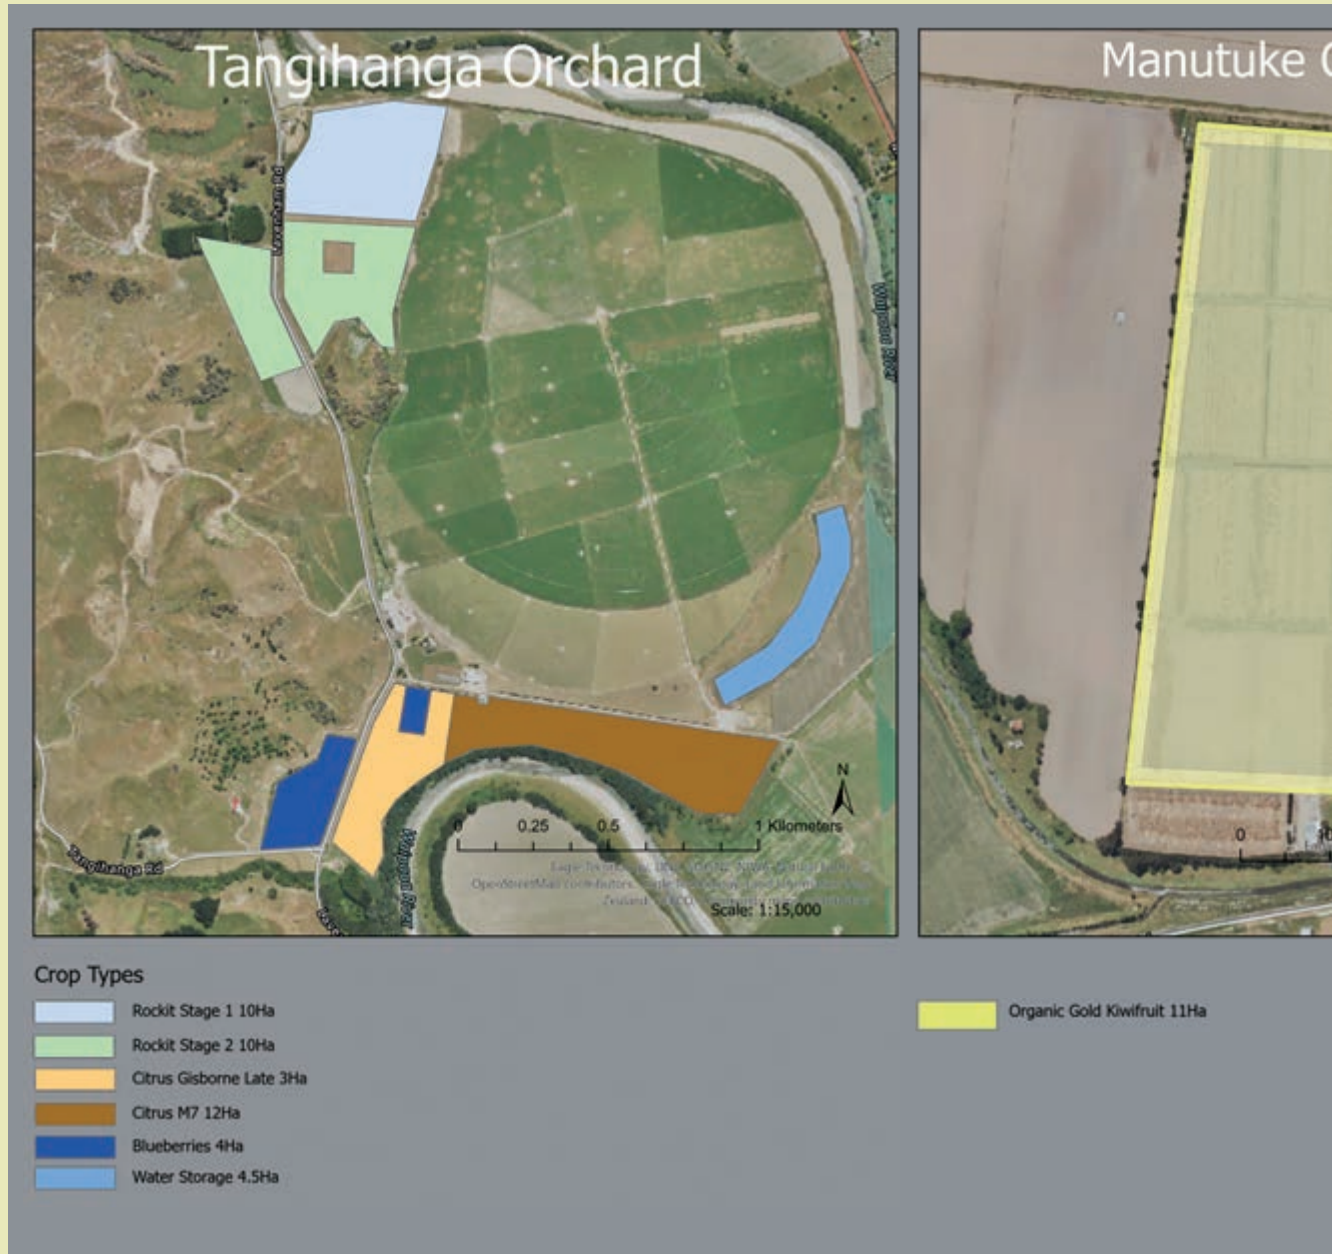 Tangihanga Orchard
Lavenham Rd
Waipaoa River
N
0 0.25 0.5 1 Kilometers
Tangihanga Rd
Waipaoa River
Scale: 1:15,000
Manutuke
0
Crop Types
Rockit Stage 1 10Ha
Rockit Stage 2 10Ha
Citrus Gisborne Late 3Ha
Citrus M7 12Ha
Blueberries 4Ha
Water Storage 4.5Ha
Organic Gold Kiwifruit 11Ha